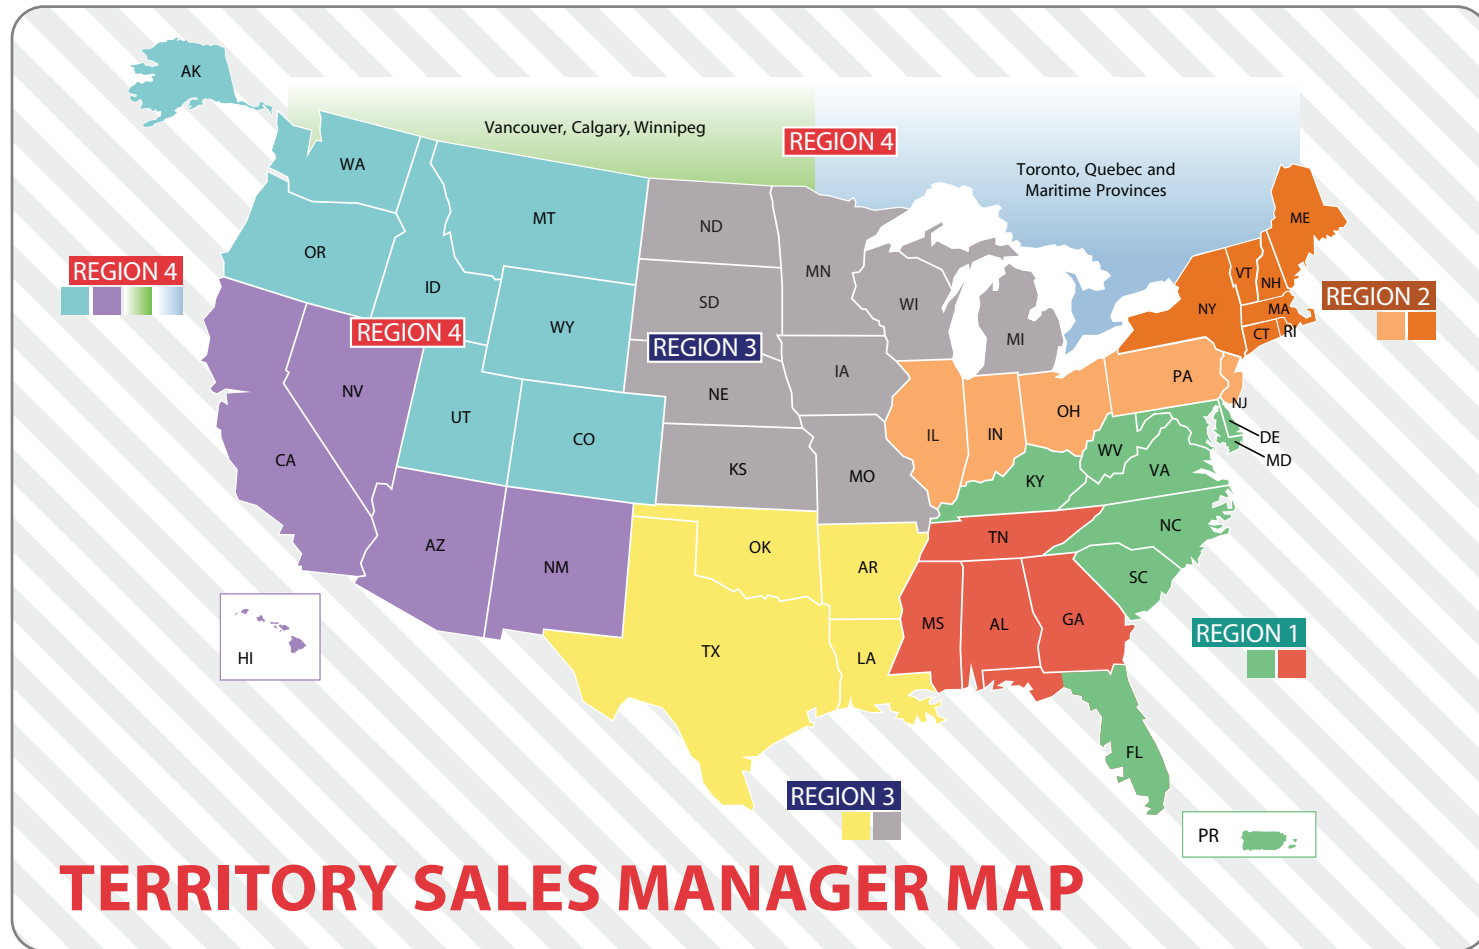 AK
Vancouver, Calgary, Winnipeg
REGION 4
Toronto, Quebec and
Maritime Provinces
WA
MT
ND
MN
ME
OR
ID
SD
WI
VT
NH
REGION 4
WY
NY
MA
REGION 2
REGION 4
REGION 3
MI
CT
RI
NV
UT
NE
IA
PA
CO
OH
NJ
CA
KS
MO
IL
IN
WV
DE
MD
KY
VA
AZ
NM
OK
AR
TN
NC
SC
HI
TX
LA
MS
AL
GA
REGION 1
FL
REGION 3
PR
TERRITORY SALES MANAGER MAP